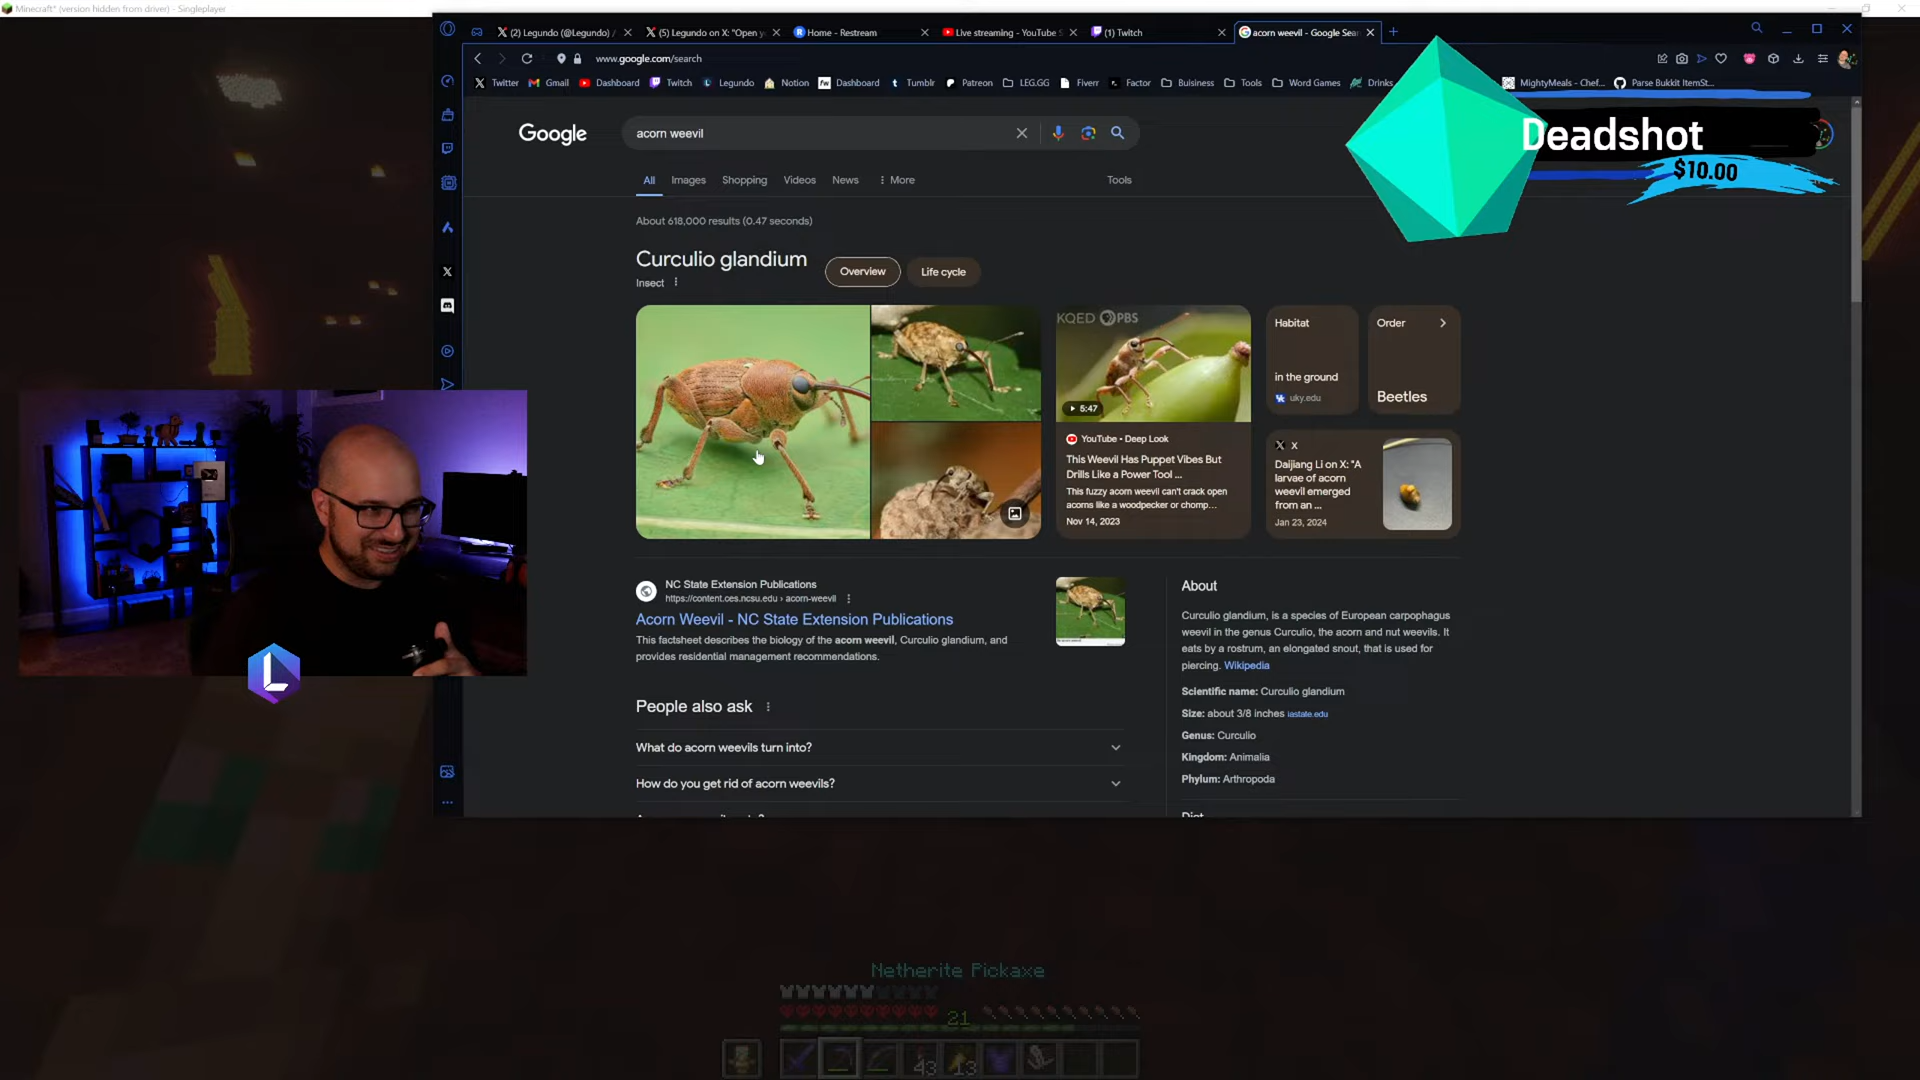 Minecraft* (version hidden from driver) - Singleplayer
(2) Legundo (@Legundo) /
(5) Legundo on X: "Open y
Home - Restream
Live streaming - YouTube S
(1) Twitch
acorn weevil - Google Sear
www.google.com/search
Twitter
Gmail
Dashboard
Twitch
Legundo
Notion
Dashboard
Tumblr
Patreon
LEG.GG
Fiverr
Factor
Buisiness
Tools
Word Games
Drinks
MightyMeals - Chef...
Parse Bukkit ItemSt...
Google
acorn weevil
Deadshot
$10.00
All
Images
Shopping
Videos
News
More
Tools
About 618,000 results (0.47 seconds)
Curculio glandium
Insect
Overview
Life cycle
KQED PBS
5:47
YouTube • Deep Look
This Weevil Has Puppet Vibes But
Drills Like a Power Tool ...
This fuzzy acorn weevil can't crack open
acorns like a woodpecker or chomp...
Nov 14, 2023
Habitat
in the ground
uky.edu
Order
Beetles
X
Daijiang Li on X: "A
larvae of acorn
weevil emerged
from an ...
Jan 23, 2024
NC State Extension Publications
https://content.ces.ncsu.edu › acorn-weevil
Acorn Weevil - NC State Extension Publications
This factsheet describes the biology of the acorn weevil, Curculio glandium, and
provides residential management recommendations.
People also ask
What do acorn weevils turn into?
How do you get rid of acorn weevils?
About
Curculio glandium, is a species of European carpophagus
weevil in the genus Curculio, the acorn and nut weevils. It
eats by a rostrum, an elongated snout, that is used for
piercing. Wikipedia
Scientific name: Curculio glandium
Size: about 3/8 inches iastate.edu
Genus: Curculio
Kingdom: Animalia
Phylum: Arthropoda
L
Netherite Pickaxe
21
43
13